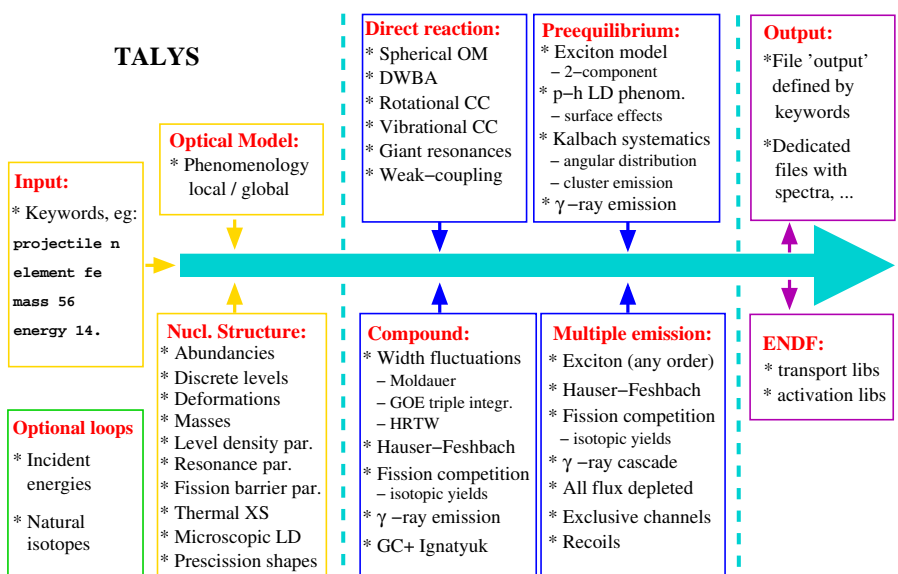 TALYS
Input:
* Keywords, eg:
projectile n
element fe
mass 56
energy 14.
Optional loops
* Incident
energies
* Natural
isotopes
Optical Model:
* Phenomenology
local / global
Nucl. Structure:
* Abundancies
* Discrete levels
* Deformations
* Masses
* Level density par.
* Resonance par.
* Fission barrier par.
* Thermal XS
* Microscopic LD
* Prescission shapes
Direct reaction:
* Spherical OM
* DWBA
* Rotational CC
* Vibrational CC
* Giant resonances
* Weak−coupling
Compound:
* Width fluctuations
− Moldauer
− GOE triple integr.
− HRTW
* Hauser−Feshbach
* Fission competition
− isotopic yields
* γ −ray emission
* GC+ Ignatyuk
Preequilibrium:
* Exciton model
− 2−component
* p−h LD phenom.
− surface effects
* Kalbach systematics
− angular distribution
− cluster emission
* γ−ray emission
Multiple emission:
* Exciton (any order)
* Hauser−Feshbach
* Fission competition
− isotopic yields
* γ −ray cascade
* All flux depleted
* Exclusive channels
* Recoils
Output:
*File ’output’
defined by
keywords
*Dedicated
files with
spectra, ...
ENDF:
* transport libs
* activation libs